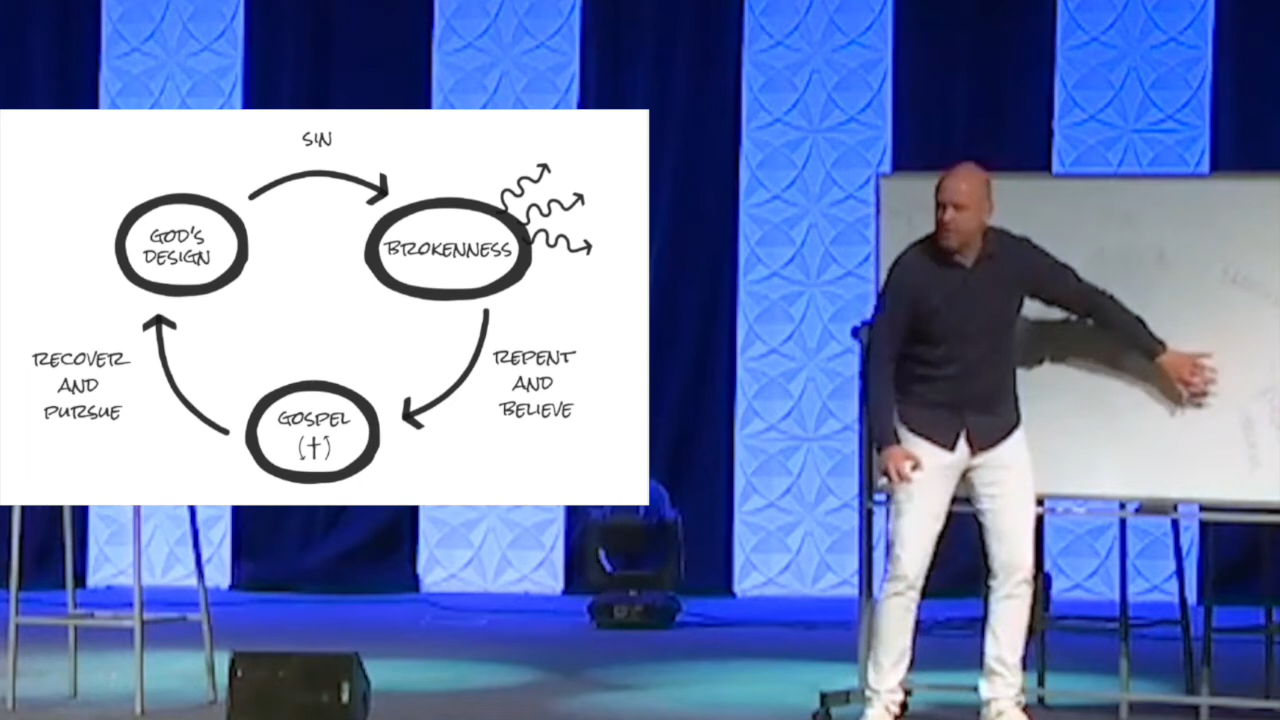 SIN
GOD'S
DESIGN
BROKENNESS
RECOVER
AND
PURSUE
REPENT
AND
BELIEVE
GOSPEL
(†)